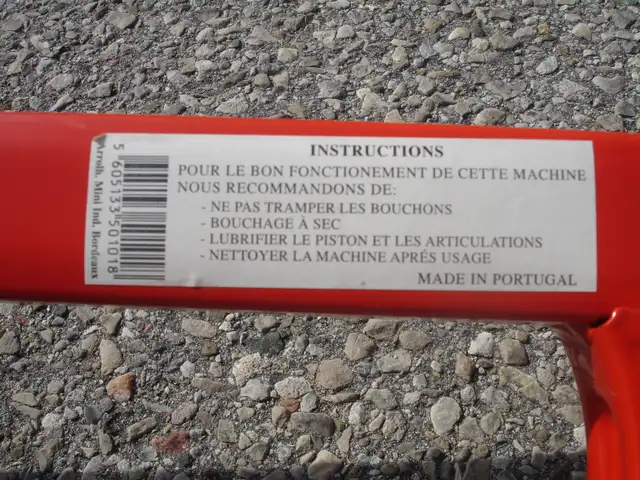 INSTRUCTIONS
POUR LE BON FONCTIONEMENT DE CETTE MACHINE
NOUS RECOMMANDONS DE:
- NE PAS TRAMPER LES BOUCHONS
- BOUCHAGE À SEC
- LUBRIFIER LE PISTON ET LES ARTICULATIONS
- NETTOYER LA MACHINE APRÉS USAGE
MADE IN PORTUGAL
5 605133 501018
Arrolh. Mini Ind. Bordeaux